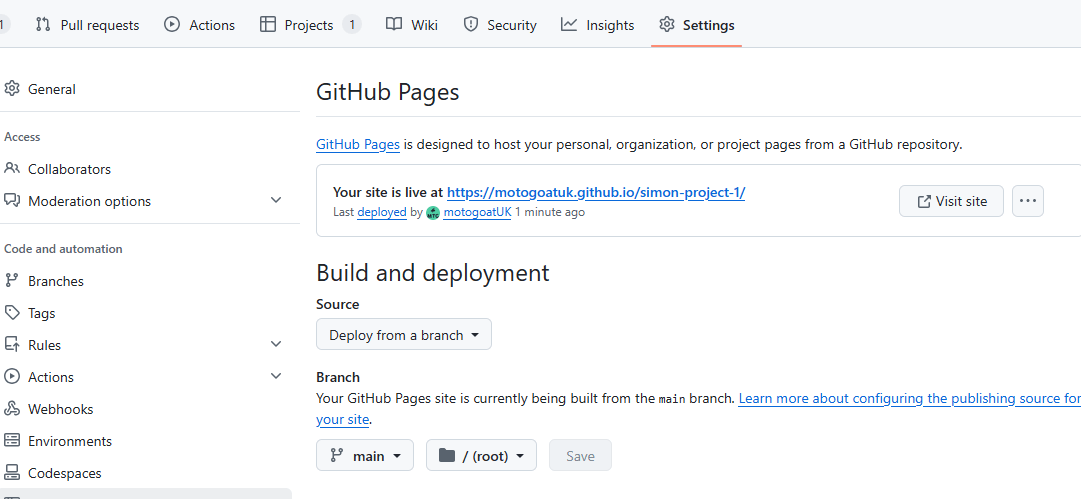 1 Pull requests Actions Projects 1 Wiki Security Insights Settings
General
Access
Collaborators
Moderation options
Code and automation
Branches
Tags
Rules
Actions
Webhooks
Environments
Codespaces
GitHub Pages
GitHub Pages is designed to host your personal, organization, or project pages from a GitHub repository.
Your site is live at https://motogoatuk.github.io/simon-project-1/
Last deployed by motogoatUK 1 minute ago
Visit site
Build and deployment
Source
Deploy from a branch
Branch
Your GitHub Pages site is currently being built from the main branch. Learn more about configuring the publishing source for
your site.
main / (root) Save